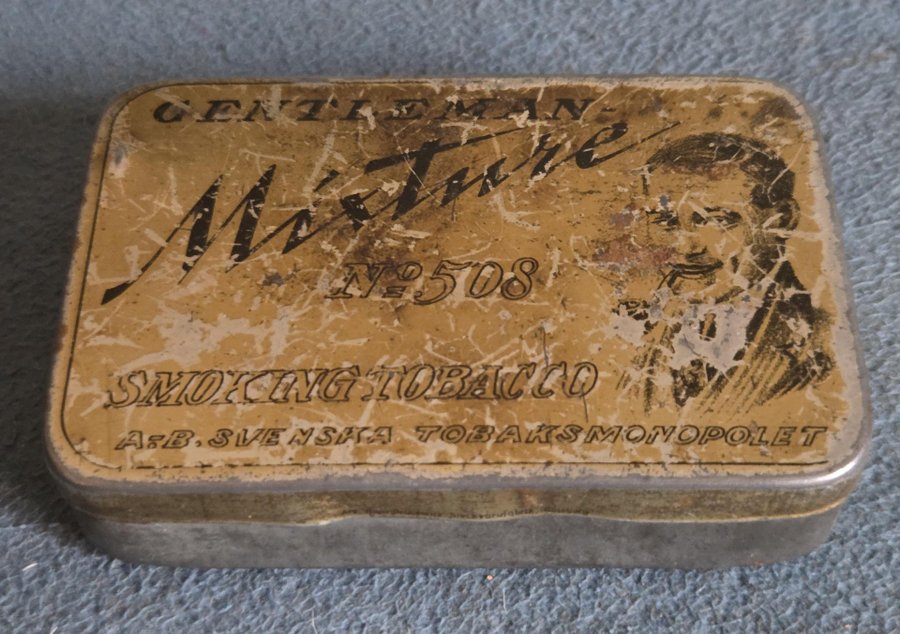 GENTLEMAN-
Mixture
No 508
SMOKING TOBACCO
A-B. SVENSKA TOBAKSMONOPOLET